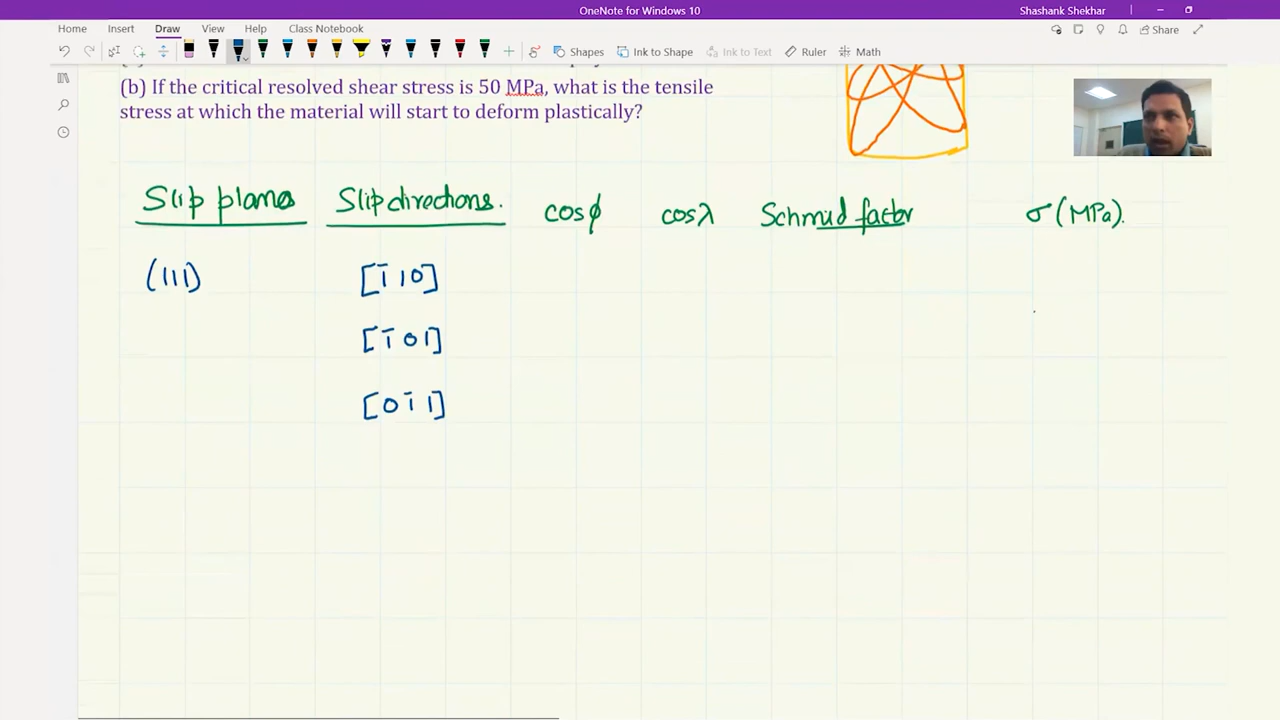 OneNote for Windows 10
Shashank Shekhar
Home Insert Draw View Help Class Notebook
Share
Shapes Ink to Shape Ink to Text Ruler Math
(b) If the critical resolved shear stress is 50 MPa, what is the tensile
stress at which the material will start to deform plastically?
Slip planes Slip directions. cosϕ cosλ Schmid factor σ(MPa).
(111) [1̄10]
[1̄01]
[01̄1]